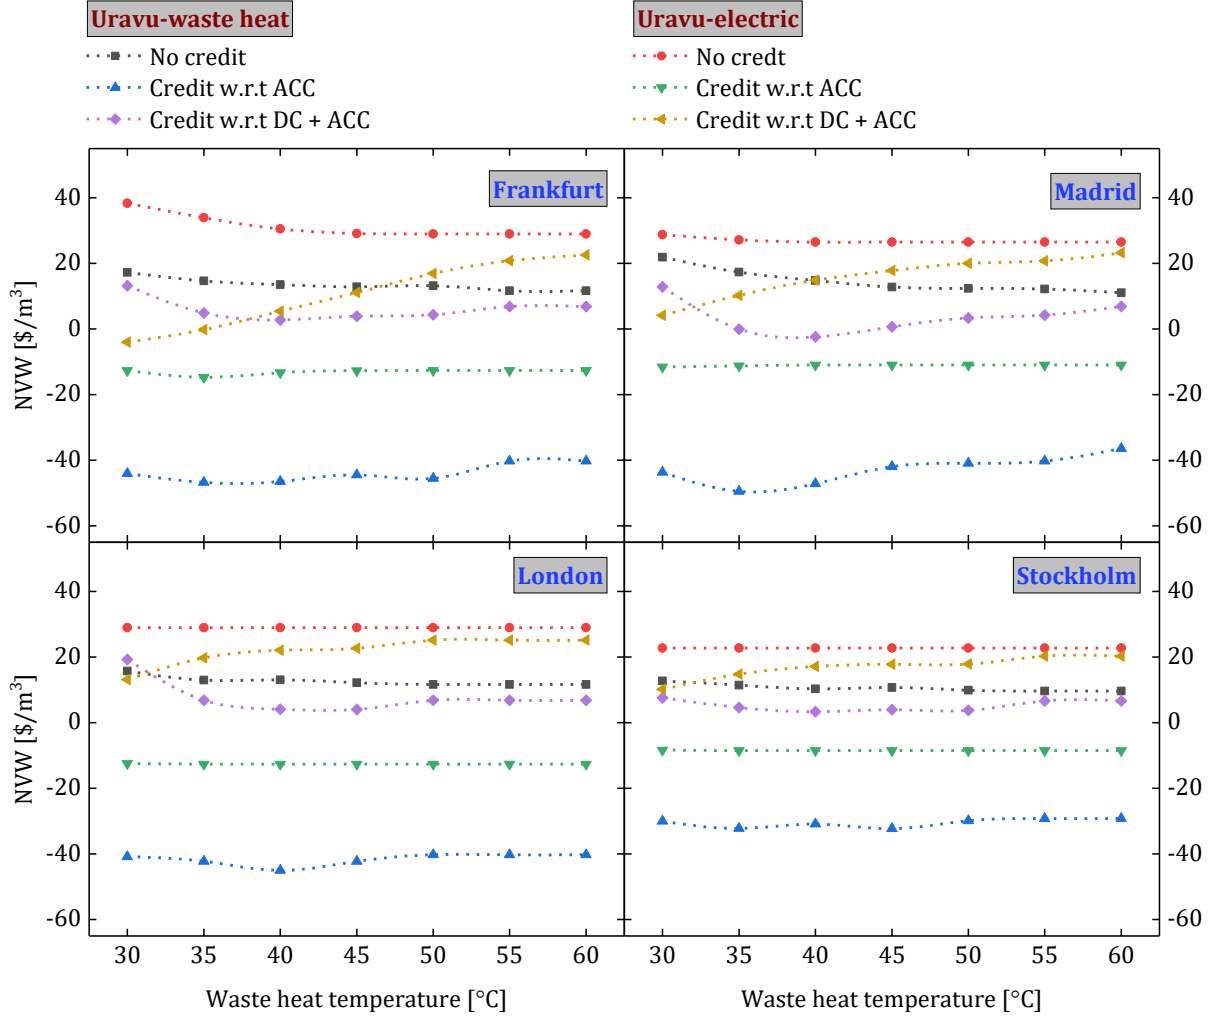 Uravu-waste heat
No credit
Credit w.r.t ACC
Credit w.r.t DC + ACC
Uravu-electric
No credt
Credit w.r.t ACC
Credit w.r.t DC + ACC
NVW [$/m³]
40
20
0
-20
-40
-60
Frankfurt
Madrid
40
20
0
-20
-40
-60
NVW [$/m³]
40
20
0
-20
-40
-60
London
Stockholm
40
20
0
-20
-40
-60
30 35 40 45 50 55 60
30 35 40 45 50 55 60
Waste heat temperature [°C]
Waste heat temperature [°C]